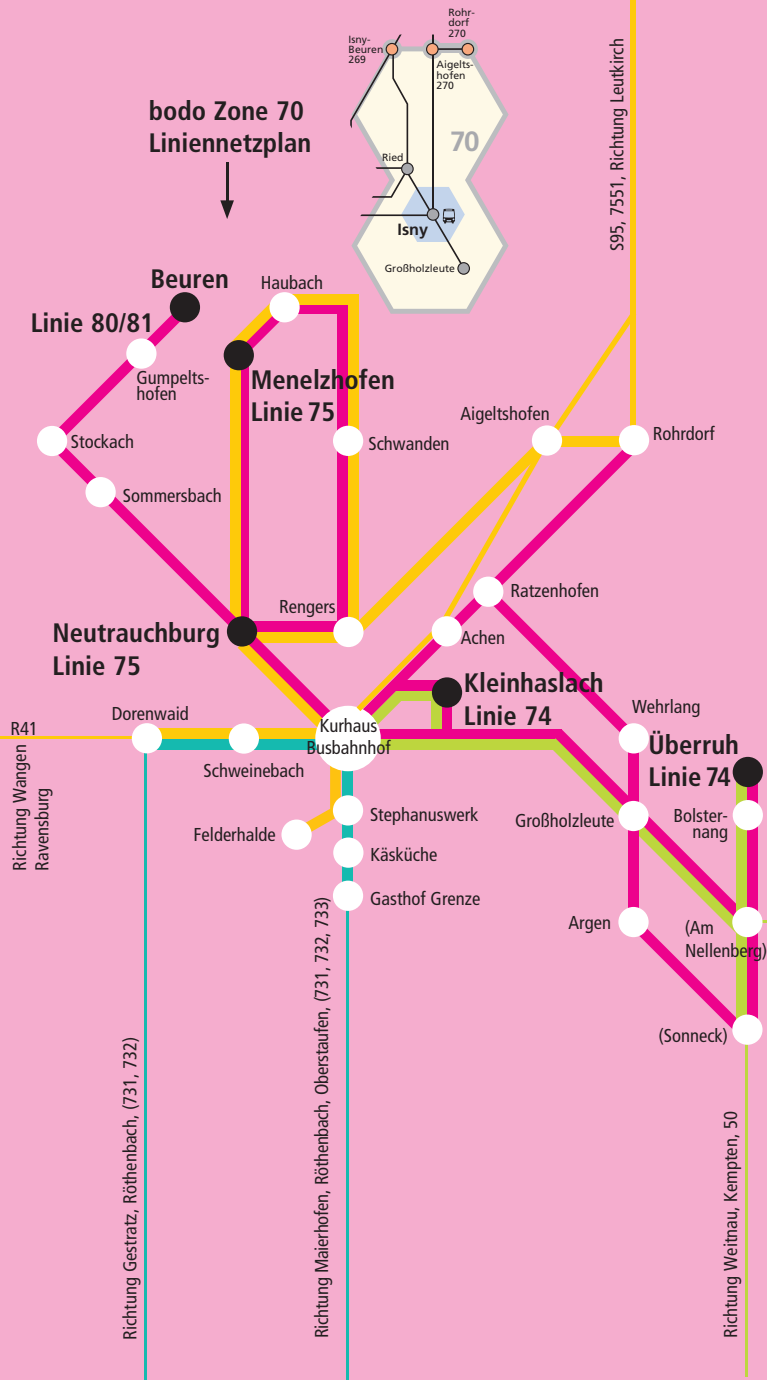 Rohr-
dorf
270
Isny-
Beuren
269
Aigelts-
hofen
270
bodo Zone 70
Liniennetzplan
70
Ried
Isny
Großholzleute
S95, 7551, Richtung Leutkirch
Beuren
Linie 80/81
Haubach
Gumpelts-
hofen
Menelzhofen
Linie 75
Stockach
Schwanden
Aigeltshofen
Rohrdorf
Sommersbach
Ratzenhofen
Rengers
Neutrauchburg
Linie 75
Achen
Kleinhaslach
Linie 74
Dorenwaid
Kurhaus
Busbahnhof
Wehrlang
R41
Richtung Wangen
Ravensburg
Schweinebach
Überruh
Linie 74
Stephanuswerk
Felderhalde
Käsküche
Großholzleute
Bolster-
nang
Gasthof Grenze
Argen
(Am
Nellenberg)
(Sonneck)
Richtung Gestratz, Röthenbach, (731, 732)
Richtung Maierhofen, Röthenbach, Oberstaufen, (731, 732, 733)
Richtung Weitnau, Kempten, 50